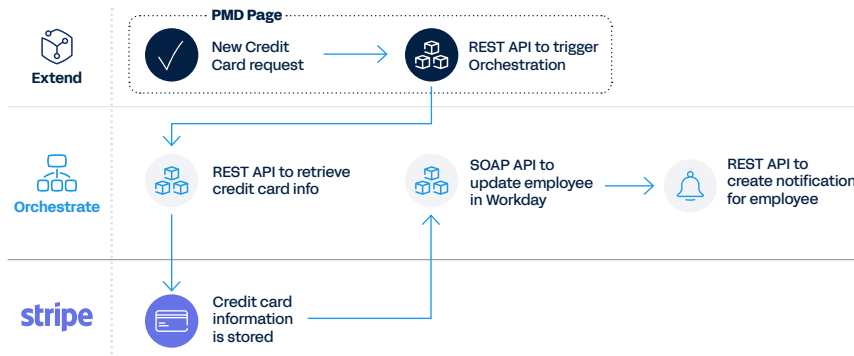 PMD Page
Extend
New Credit
Card request
REST API to trigger
Orchestration
Orchestrate
REST API to retrieve
credit card info
SOAP API to
update employee
in Workday
REST API to
create notification
for employee
stripe
Credit card
information
is stored